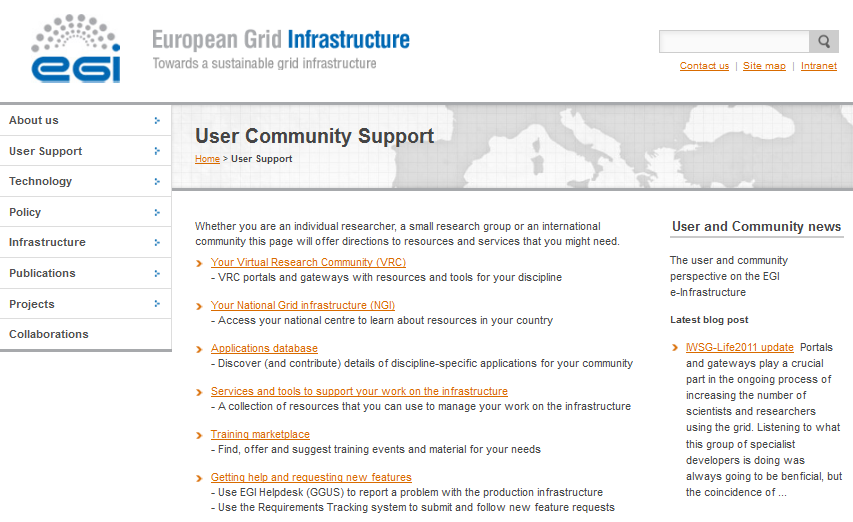 egi
European Grid Infrastructure
Towards a sustainable grid infrastructure
Contact us | Site map | Intranet
About us
User Support
Technology
Policy
Infrastructure
Publications
Projects
Collaborations
User Community Support
Home > User Support
Whether you are an individual researcher, a small research group or an international
community this page will offer directions to resources and services that you might need.
Your Virtual Research Community (VRC)
- VRC portals and gateways with resources and tools for your discipline
Your National Grid infrastructure (NGI)
- Access your national centre to learn about resources in your country
Applications database
- Discover (and contribute) details of discipline-specific applications for your community
Services and tools to support your work on the infrastructure
- A collection of resources that you can use to manage your work on the infrastructure
Training marketplace
- Find, offer and suggest training events and material for your needs
Getting help and requesting new features
- Use EGI Helpdesk (GGUS) to report a problem with the production infrastructure
- Use the Requirements Tracking system to submit and follow new feature requests
User and Community news
The user and community
perspective on the EGI
e-Infrastructure
Latest blog post
IWSG-Life2011 update Portals
and gateways play a crucial
part in the ongoing process of
increasing the number of
scientists and researchers
using the grid. Listening to what
this group of specialist
developers is doing was
always going to be benficial, but
the coincidence of ...